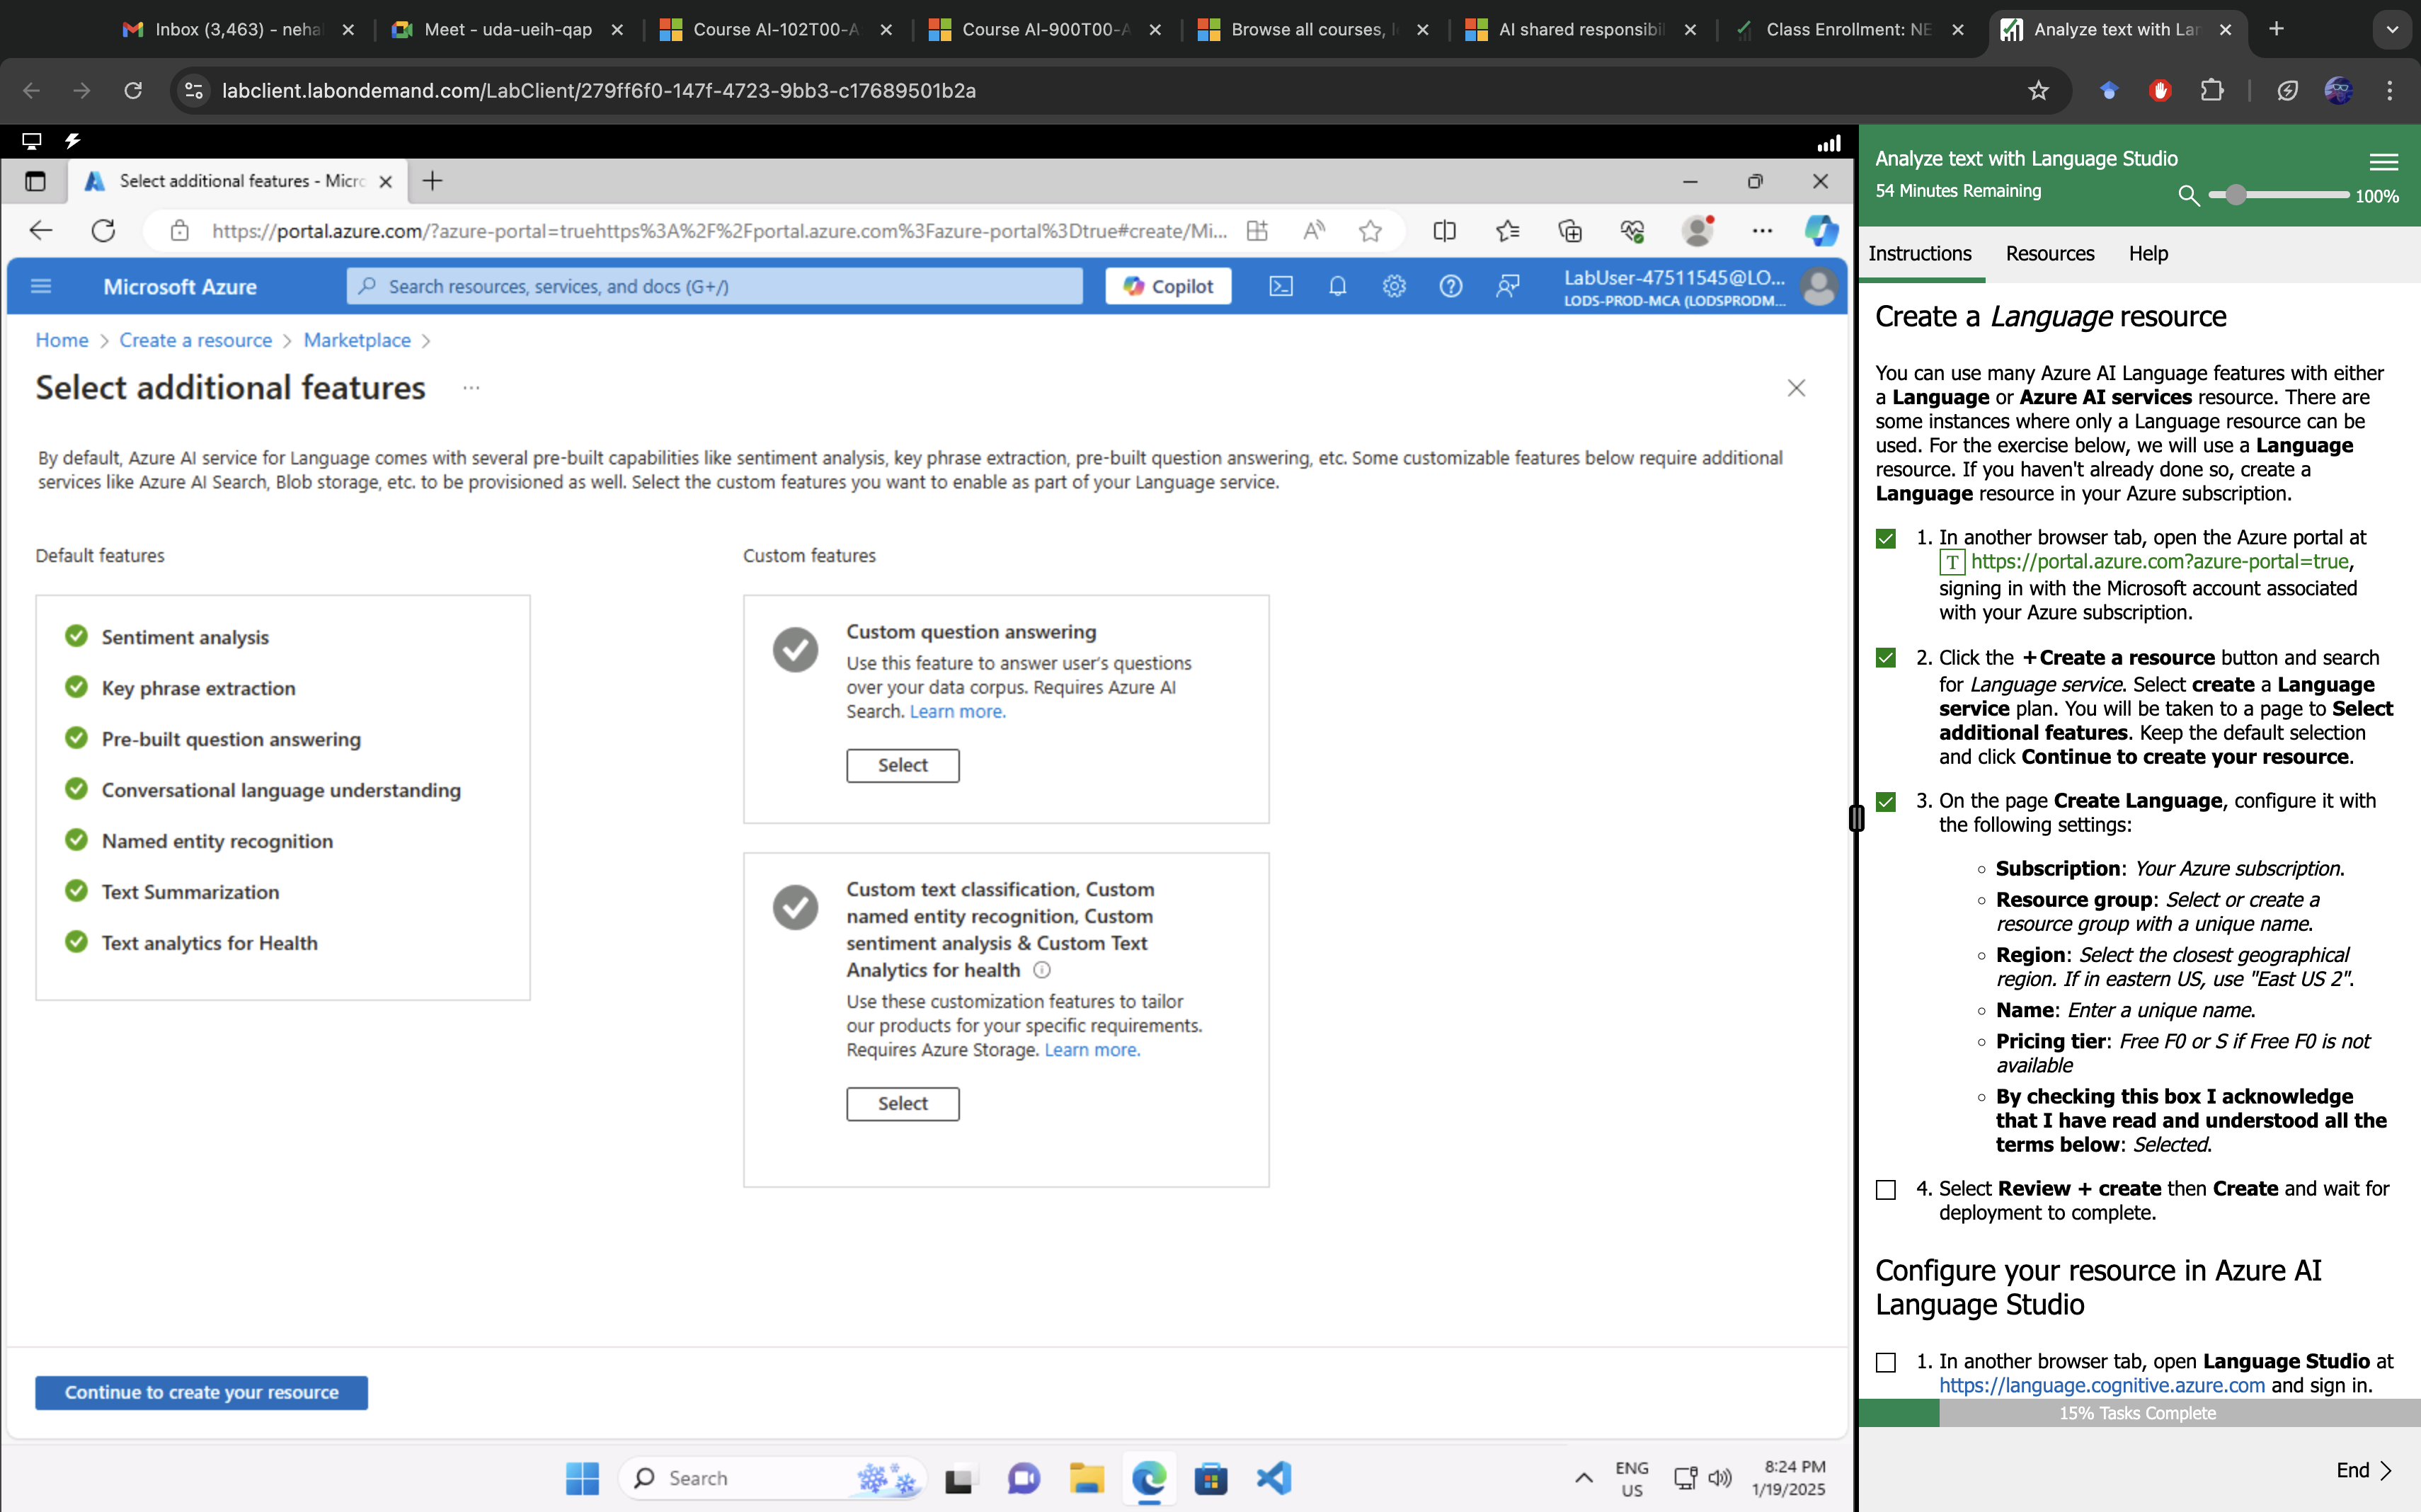 Inbox (3,463) - neha
Meet - uda-ueih-qap
Course AI-102T00-A
Course AI-900T00-A
Browse all courses, l
AI shared responsibil
Class Enrollment: NE
Analyze text with Lar
labclient.labondemand.com/LabClient/279ff6f0-147f-4723-9bb3-c17689501b2a
Select additional features - Micro
https://portal.azure.com/?azure-portal=truehttps%3A%2F%2Fportal.azure.com%3Fazure-portal%3Dtrue#create/Mi...
Microsoft Azure
Search resources, services, and docs (G+/)
Copilot
LabUser-47511545@LO...
LODS-PROD-MCA (LODSPRODM...
Home > Create a resource > Marketplace >
Select additional features ...
By default, Azure AI service for Language comes with several pre-built capabilities like sentiment analysis, key phrase extraction, pre-built question answering, etc. Some customizable features below require additional
services like Azure AI Search, Blob storage, etc. to be provisioned as well. Select the custom features you want to enable as part of your Language service.
Default features
Sentiment analysis
Key phrase extraction
Pre-built question answering
Conversational language understanding
Named entity recognition
Text Summarization
Text analytics for Health
Custom features
Custom question answering
Use this feature to answer user's questions
over your data corpus. Requires Azure AI
Search. Learn more.
Select
Custom text classification, Custom
named entity recognition, Custom
sentiment analysis & Custom Text
Analytics for health
Use these customization features to tailor
our products for your specific requirements.
Requires Azure Storage. Learn more.
Select
Continue to create your resource
Search
ENG
US
8:24 PM
1/19/2025
Analyze text with Language Studio
54 Minutes Remaining
100%
Instructions
Resources
Help
Create a Language resource
You can use many Azure AI Language features with either
a Language or Azure AI services resource. There are
some instances where only a Language resource can be
used. For the exercise below, we will use a Language
resource. If you haven't already done so, create a
Language resource in your Azure subscription.
1. In another browser tab, open the Azure portal at
T https://portal.azure.com?azure-portal=true,
signing in with the Microsoft account associated
with your Azure subscription.
2. Click the +Create a resource button and search
for Language service. Select create a Language
service plan. You will be taken to a page to Select
additional features. Keep the default selection
and click Continue to create your resource.
3. On the page Create Language, configure it with
the following settings:
Subscription: Your Azure subscription.
Resource group: Select or create a
resource group with a unique name.
Region: Select the closest geographical
region. If in eastern US, use "East US 2".
Name: Enter a unique name.
Pricing tier: Free F0 or S if Free F0 is not
available
By checking this box I acknowledge
that I have read and understood all the
terms below: Selected.
4. Select Review + create then Create and wait for
deployment to complete.
Configure your resource in Azure AI
Language Studio
1. In another browser tab, open Language Studio at
https://language.cognitive.azure.com and sign in.
15% Tasks Complete
End